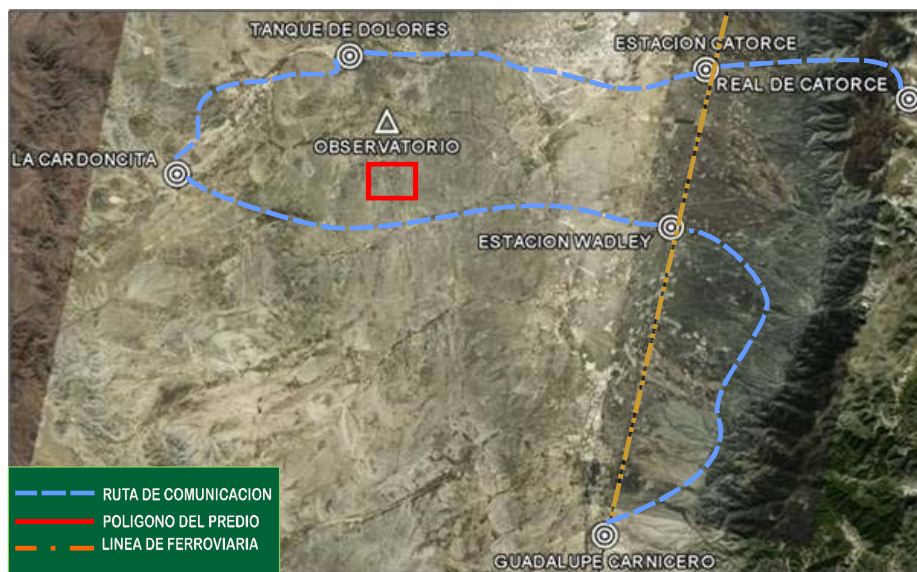 TANQUE DE DOLORES
ESTACION CATORCE
REAL DE CATORCE
OBSERVATORIO
LA CARDONCITA
ESTACION WADLEY
RUTA DE COMUNICACION
POLIGONO DEL PREDIO
LINEA DE FERROVIARIA
GUADALUPE CARNICERO